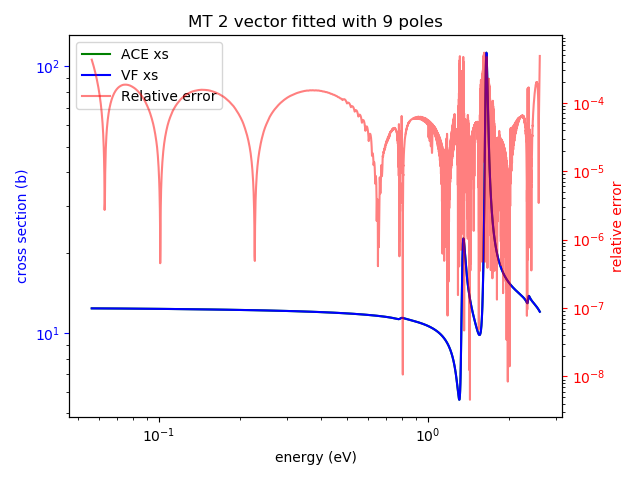 MT 2 vector fitted with 9 poles
ACE xs
VF xs
Relative error
cross section (b)
10²
10¹
10⁻¹
10⁰
energy (eV)
10⁻⁴
10⁻⁵
10⁻⁶
10⁻⁷
10⁻⁸
relative error